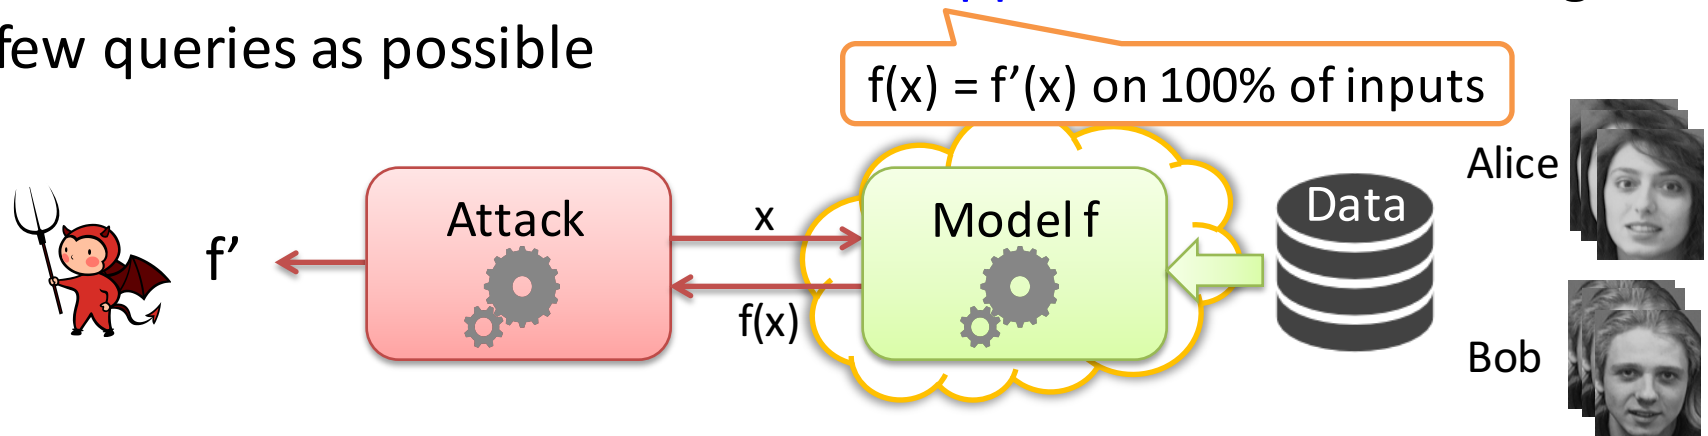 few queries as possible
f(x) = f’(x) on 100% of inputs
Alice
Attack
x
Model f
Data
f’
f(x)
Bob